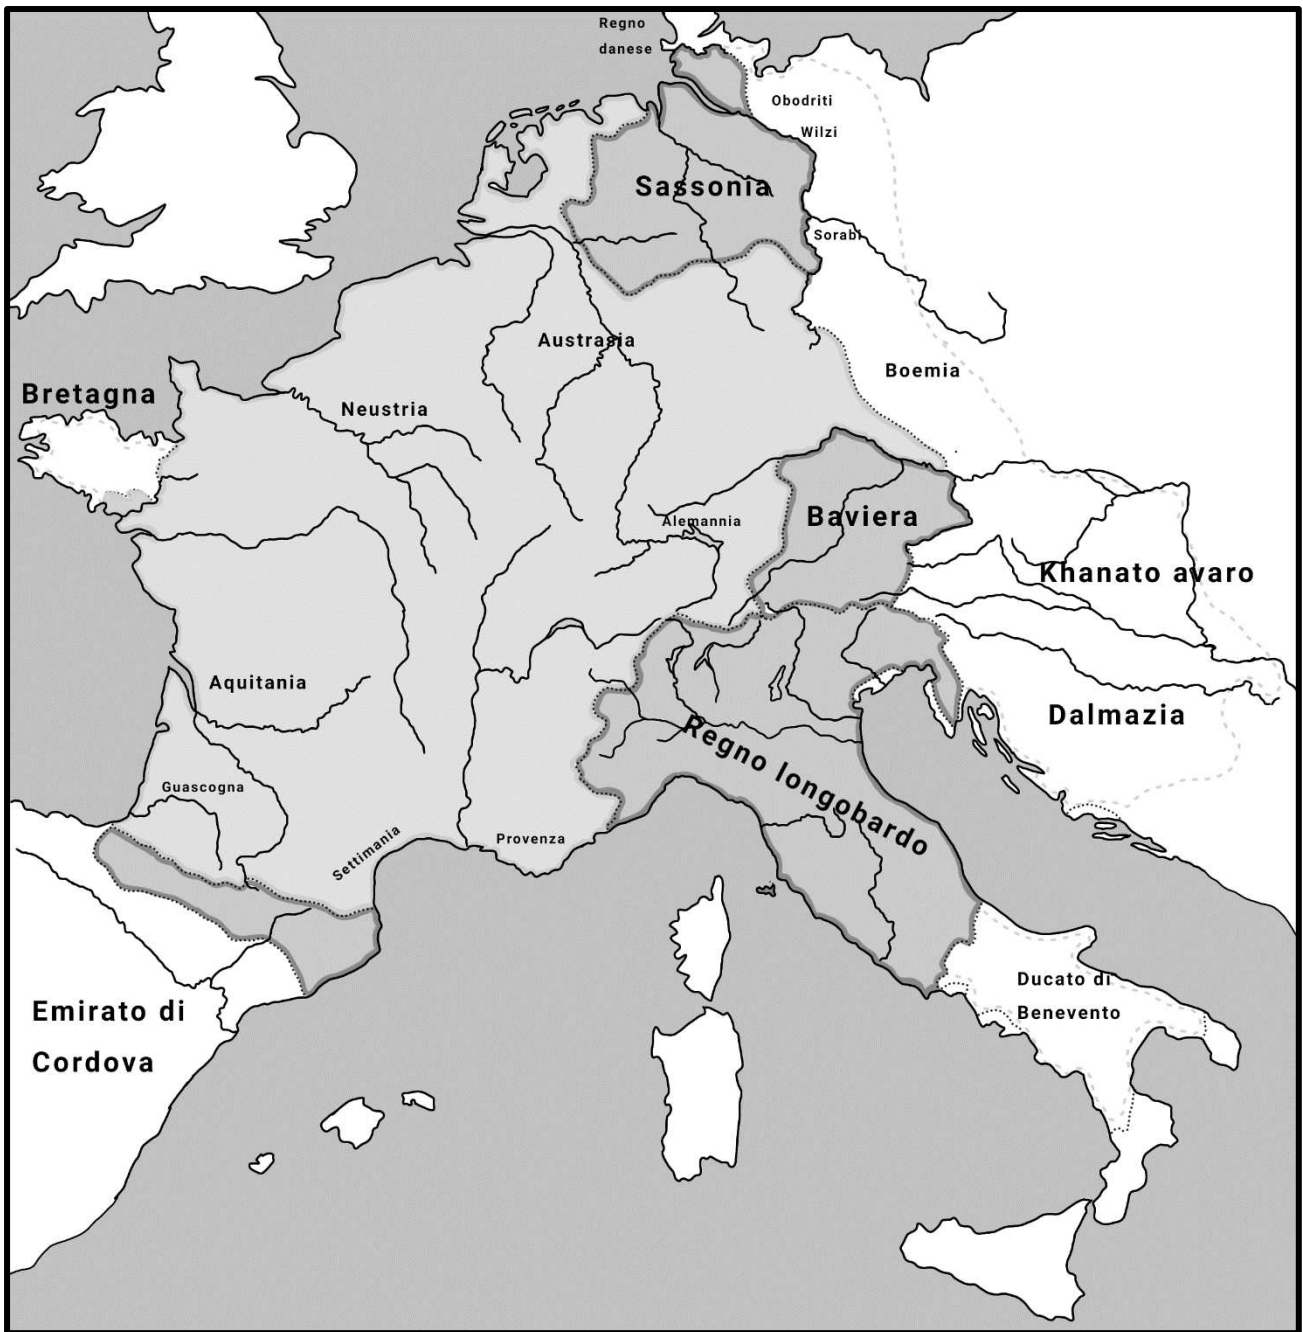 Regno
danese
Obodriti
Wilzi
Sassonia
Sorabi
Austrasia
Boemia
Bretagna
Neustria
Alemannia
Baviera
Khanato avaro
Aquitania
Dalmazia
Regno longobardo
Guascogna
Settimania
Provenza
Ducato di
Benevento
Emirato di
Cordova